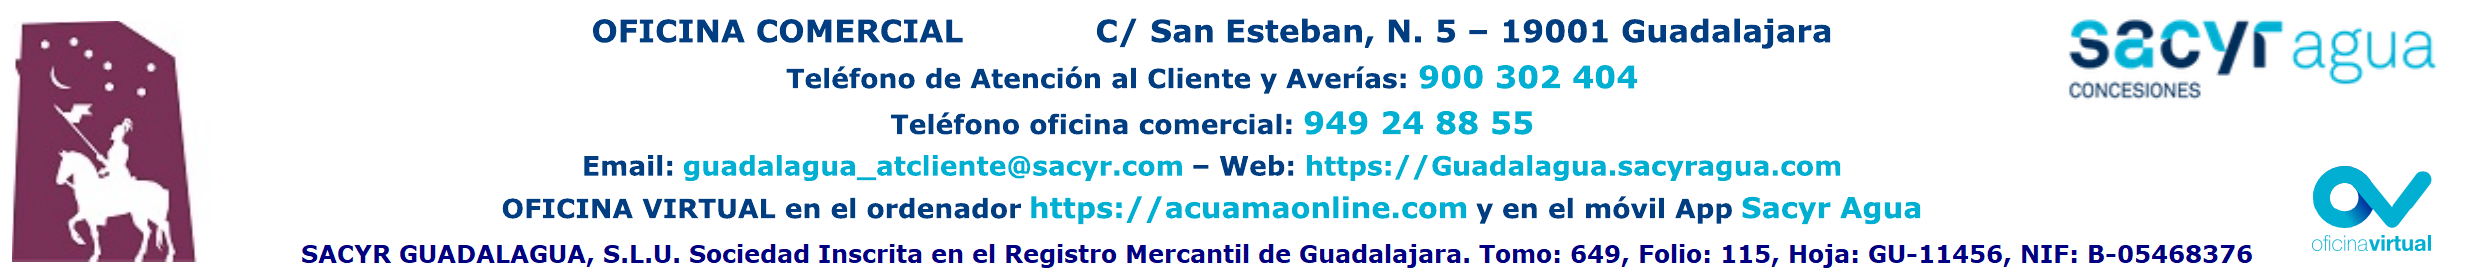 OFICINA COMERCIAL C/ San Esteban, N. 5 – 19001 Guadalajara
Teléfono de Atención al Cliente y Averías: 900 302 404
Teléfono oficina comercial: 949 24 88 55
Email: guadalagua_atcliente@sacyr.com – Web: https://Guadalagua.sacyragua.com
OFICINA VIRTUAL en el ordenador https://acuamaonline.com y en el móvil App Sacyr Agua
SACYR GUADALAGUA, S.L.U. Sociedad Inscrita en el Registro Mercantil de Guadalajara. Tomo: 649, Folio: 115, Hoja: GU-11456, NIF: B-05468376
sacyr agua
CONCESIONES
oficinavirtual